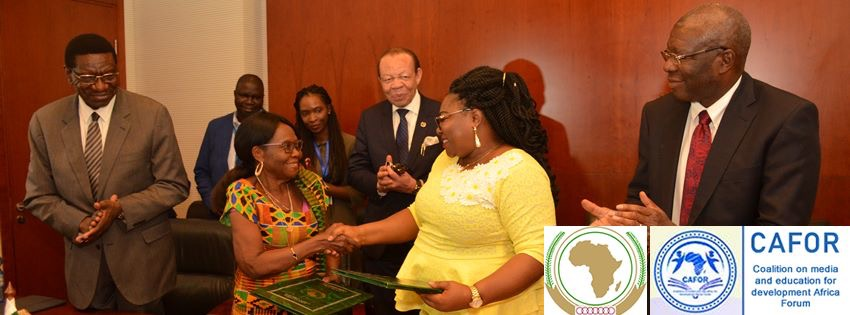 CAFOR
CAFOR
Coalition on media
and education for
development Africa
Forum